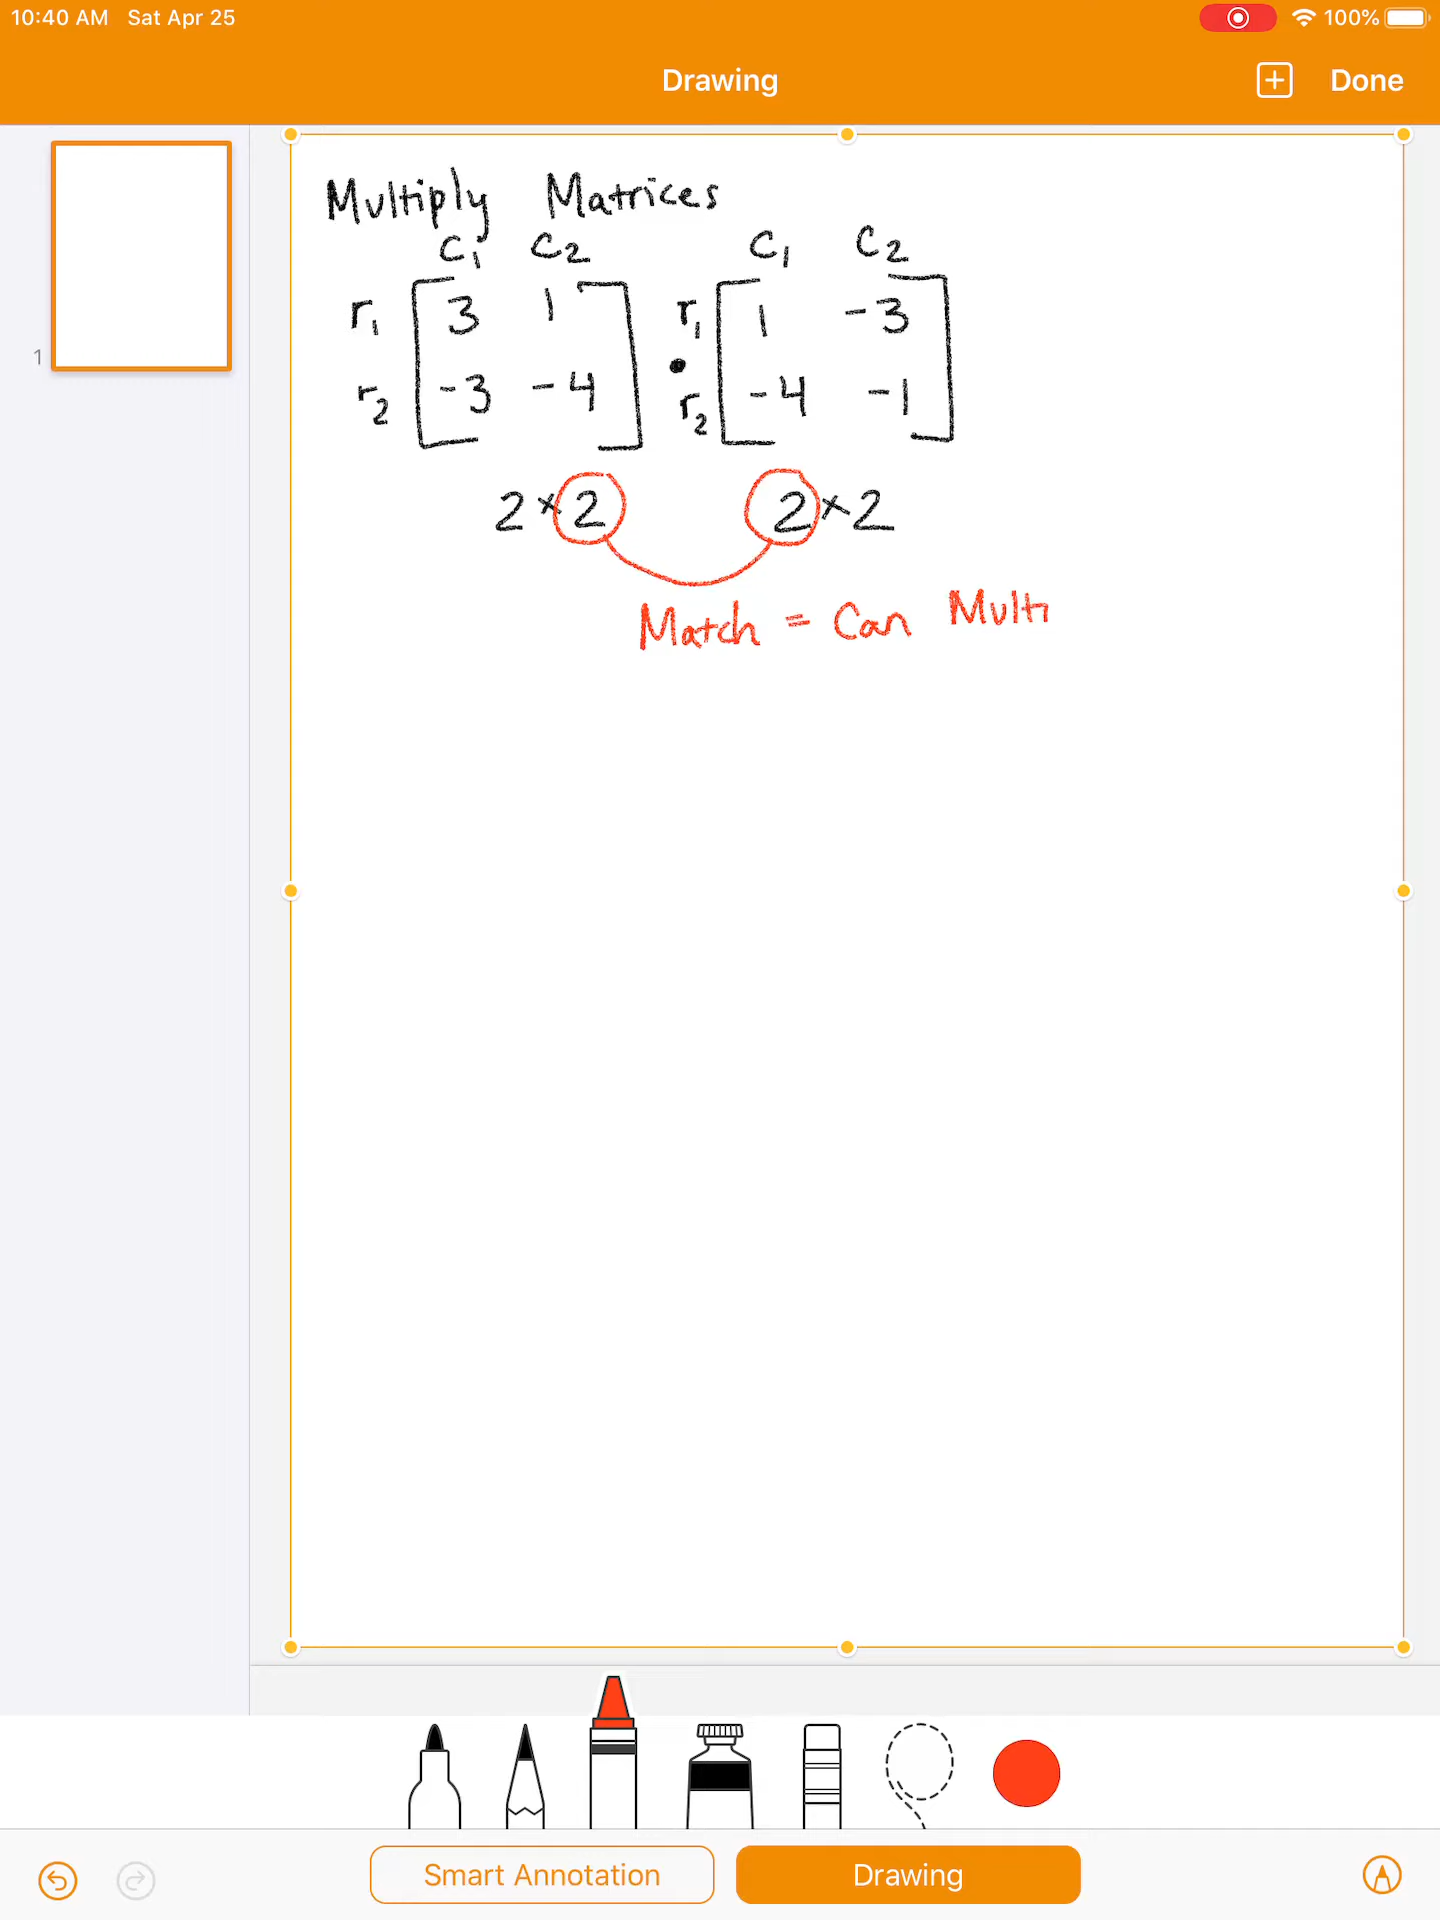 10:40 AM Sat Apr 25 100%
Drawing Done
1
Multiply Matrices
C1 C2 C1 C2
r1 3 1 r1 1 -3
r2 -3 -4 • r2 -4 -1
2×2 2×2
Match = Can Multi
Smart Annotation Drawing